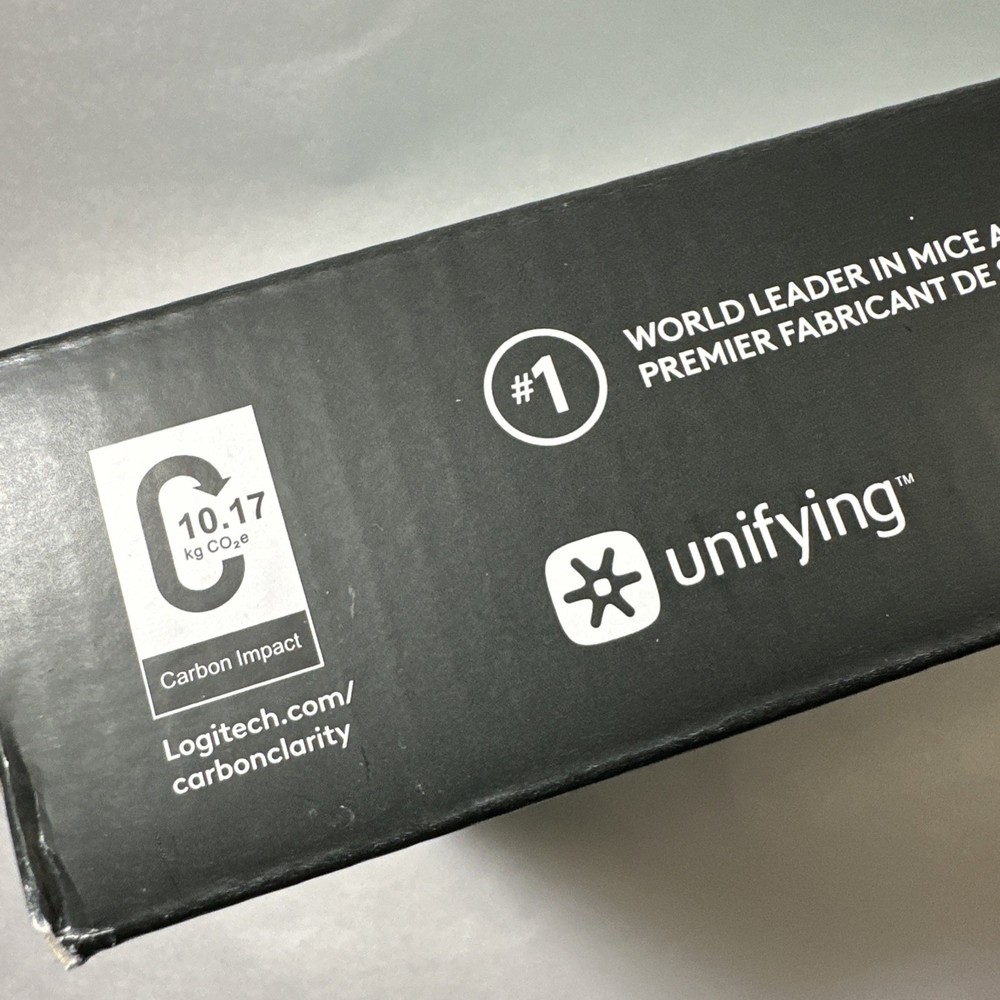 #1
WORLD LEADER IN MICE
PREMIER FABRICANT DE
10.17
kg CO₂e
Carbon Impact
Logitech.com/
carbonclarity
unifying™